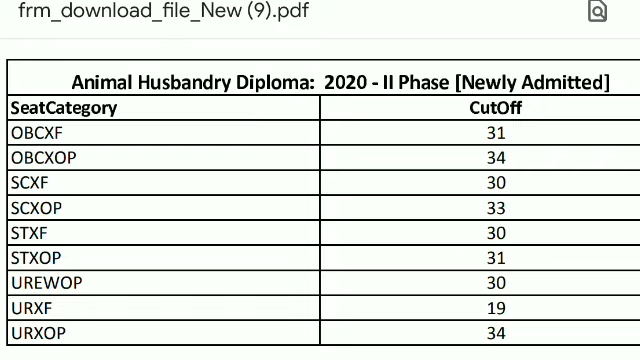 frm_download_file_New (9).pdf
Animal Husbandry Diploma: 2020 - II Phase [Newly Admitted]
SeatCategory CutOff
OBCXF 31
OBCXOP 34
SCXF 30
SCXOP 33
STXF 30
STXOP 31
UREWOP 30
URXF 19
URXOP 34